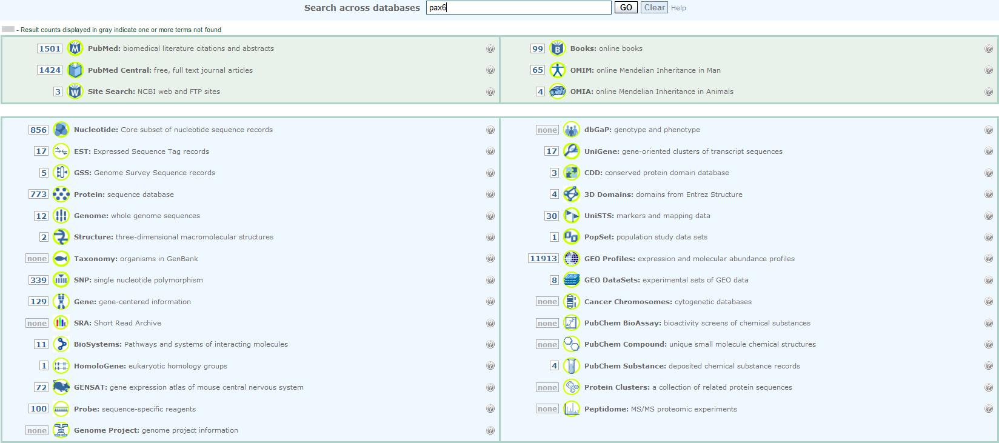 Search across databases pax6 GO Clear Help
- Result counts displayed in gray indicate one or more terms not found
1501 PubMed: biomedical literature citations and abstracts
1424 PubMed Central: free, full text journal articles
3 Site Search: NCBI web and FTP sites
99 Books: online books
65 OMIM: online Mendelian Inheritance in Man
4 OMIA: online Mendelian Inheritance in Animals
856 Nucleotide: Core subset of nucleotide sequence records
17 EST: Expressed Sequence Tag records
5 GSS: Genome Survey Sequence records
773 Protein: sequence database
12 Genome: whole genome sequences
2 Structure: three-dimensional macromolecular structures
none Taxonomy: organisms in GenBank
339 SNP: single nucleotide polymorphism
129 Gene: gene-centered information
none SRA: Short Read Archive
11 BioSystems: Pathways and systems of interacting molecules
1 HomoloGene: eukaryotic homology groups
72 GENSAT: gene expression atlas of mouse central nervous system
100 Probe: sequence-specific reagents
none Genome Project: genome project information
none dbGaP: genotype and phenotype
17 UniGene: gene-oriented clusters of transcript sequences
3 CDD: conserved protein domain database
4 3D Domains: domains from Entrez Structure
30 UniSTS: markers and mapping data
1 PopSet: population study data sets
11913 GEO Profiles: expression and molecular abundance profiles
8 GEO DataSets: experimental sets of GEO data
none Cancer Chromosomes: cytogenetic databases
none PubChem BioAssay: bioactivity screens of chemical substances
none PubChem Compound: unique small molecule chemical structures
4 PubChem Substance: deposited chemical substance records
none Protein Clusters: a collection of related protein sequences
none Peptidome: MS/MS proteomic experiments